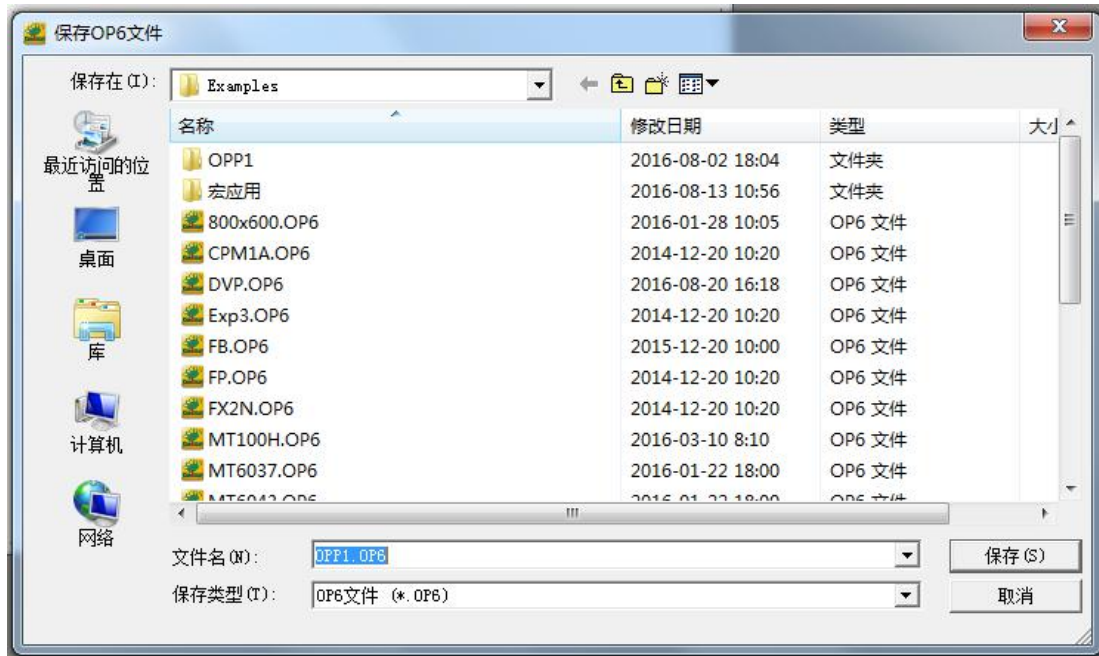 保存OP6文件
X
保存在(I):
Examples
名称
修改日期
类型
大小
OPP1
2016-08-02 18:04
文件夹
宏应用
2016-08-13 10:56
文件夹
800x600.OP6
2016-01-28 10:05
OP6 文件
CPM1A.OP6
2014-12-20 10:20
OP6 文件
DVP.OP6
2016-08-20 16:18
OP6 文件
Exp3.OP6
2014-12-20 10:20
OP6 文件
FB.OP6
2015-12-20 10:00
OP6 文件
FP.OP6
2014-12-20 10:20
OP6 文件
FX2N.OP6
2014-12-20 10:20
OP6 文件
MT100H.OP6
2016-03-10 8:10
OP6 文件
MT6037.OP6
2016-01-22 18:00
OP6 文件
最近访问的位
置
桌面
库
计算机
网络
文件名(N):
OPP1.OP6
保存(S)
保存类型(T):
OP6文件 (*.OP6)
取消